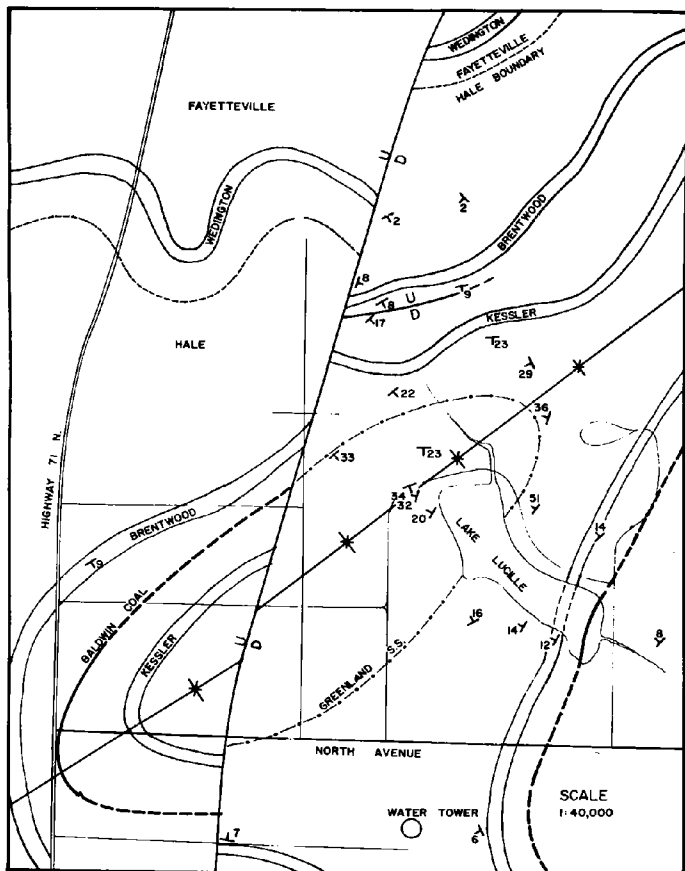 WEDINGTON
FAYETTEVILLE
HALE BOUNDARY
FAYETTEVILLE
U
D
WEDINGTON
2
2
BRENTWOOD
8
8
U
9
17
D
KESSLER
23
HALE
29
22
36
HIGHWAY 71 N.
33
23
34
32
20
51
BRENTWOOD
LAKE LUCILLE
14
9
BALDWIN COAL
16
14
12
8
KESSLER
U
D
GREENLAND S.S.
NORTH AVENUE
SCALE
1:40,000
WATER TOWER
7
6